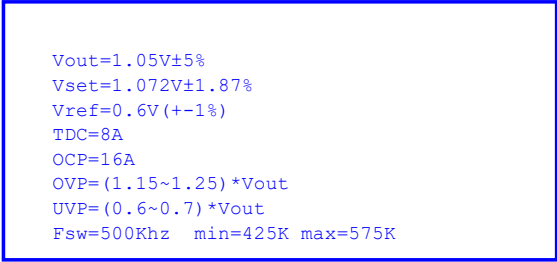 Vout=1.05V±5%
Vset=1.072V±1.87%
Vref=0.6V(+-1%)
TDC=8A
OCP=16A
OVP=(1.15~1.25)*Vout
UVP=(0.6~0.7)*Vout
Fsw=500Khz  min=425K max=575K